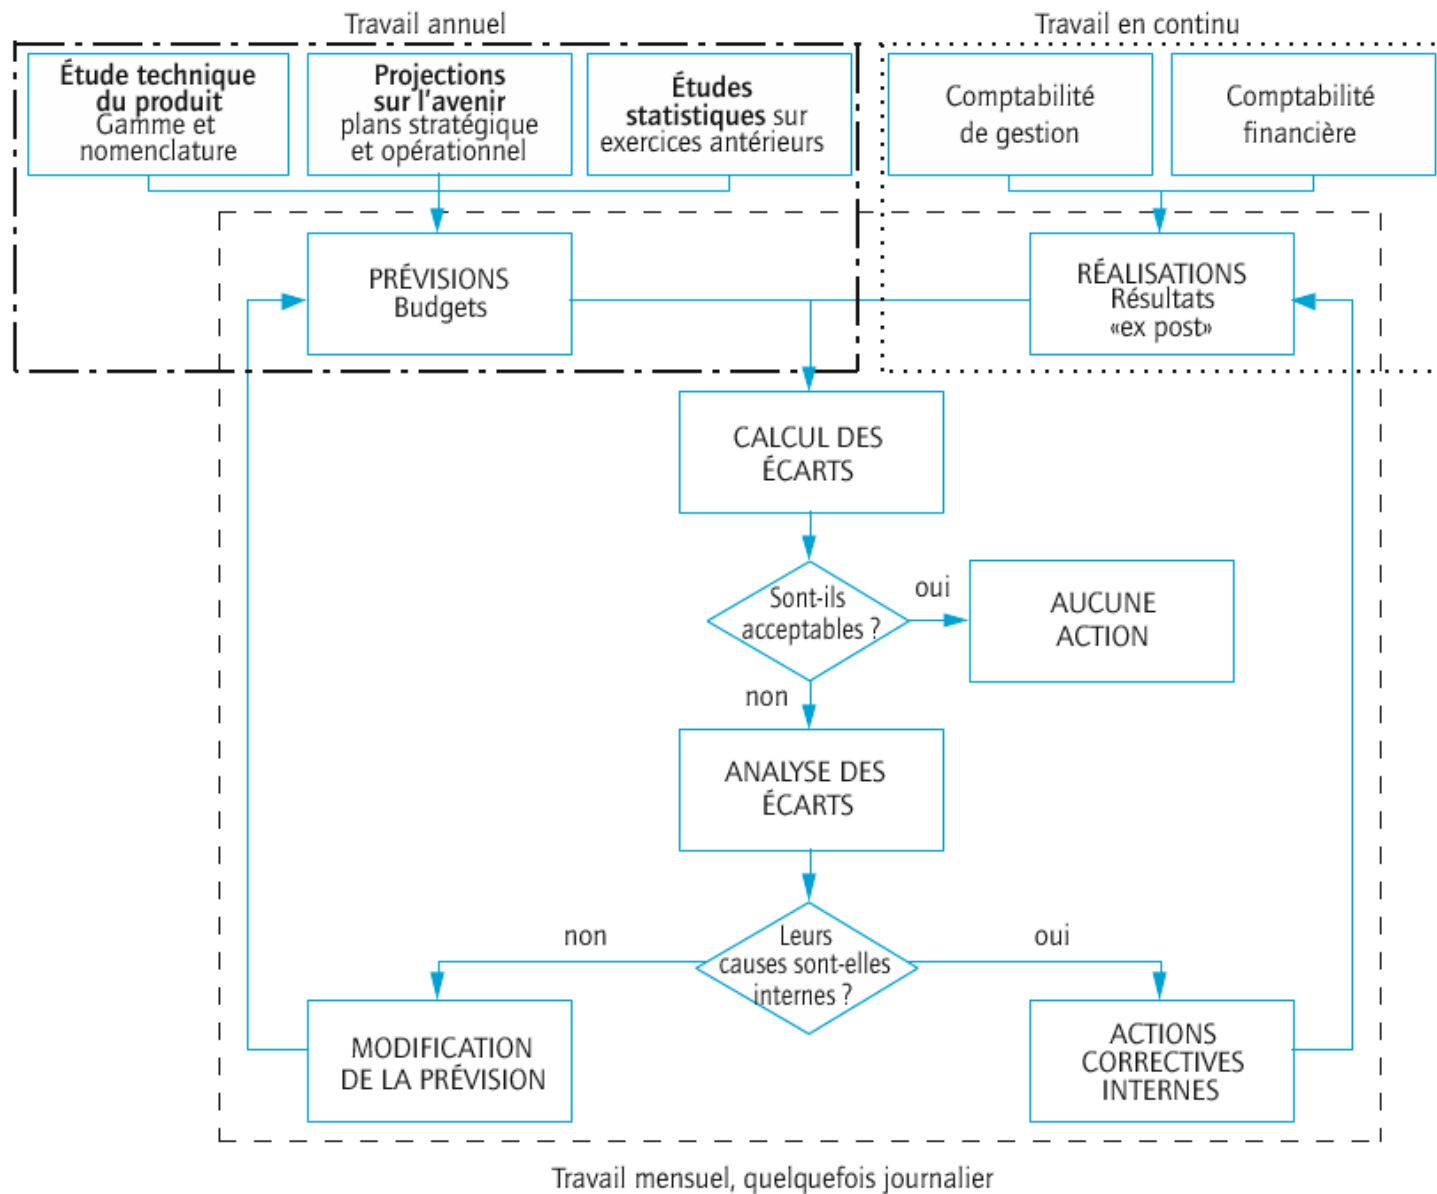 Travail annuel
Travail en continu
Étude technique
du produit
Gamme et
nomenclature
Projections
sur l'avenir
plans stratégique
et opérationnel
Études
statistiques sur
exercices antérieurs
Comptabilité
de gestion
Comptabilité
financière
PRÉVISIONS
Budgets
RÉALISATIONS
Résultats
«ex post»
CALCUL DES
ÉCARTS
Sont-ils
acceptables ?
oui
AUCUNE
ACTION
non
ANALYSE DES
ÉCARTS
Leurs
causes sont-elles
internes ?
non
oui
MODIFICATION
DE LA PRÉVISION
ACTIONS
CORRECTIVES
INTERNES
Travail mensuel, quelquefois journalier